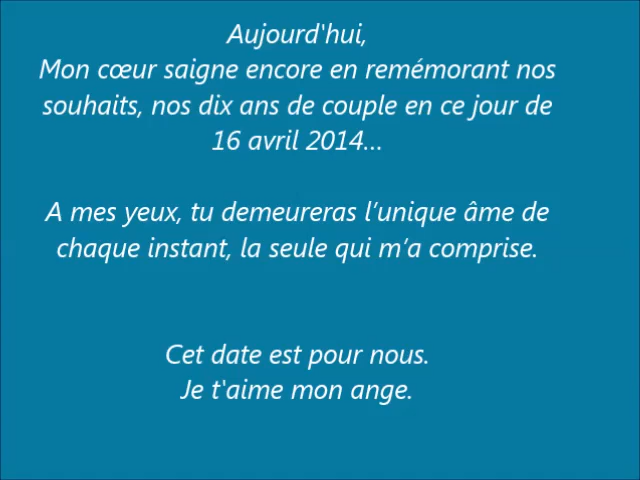 Aujourd'hui,
Mon cœur saigne encore en remémorant nos
souhaits, nos dix ans de couple en ce jour de
16 avril 2014...
A mes yeux, tu demeureras l’unique âme de
chaque instant, la seule qui m’a comprise.
Cet date est pour nous.
Je t'aime mon ange.